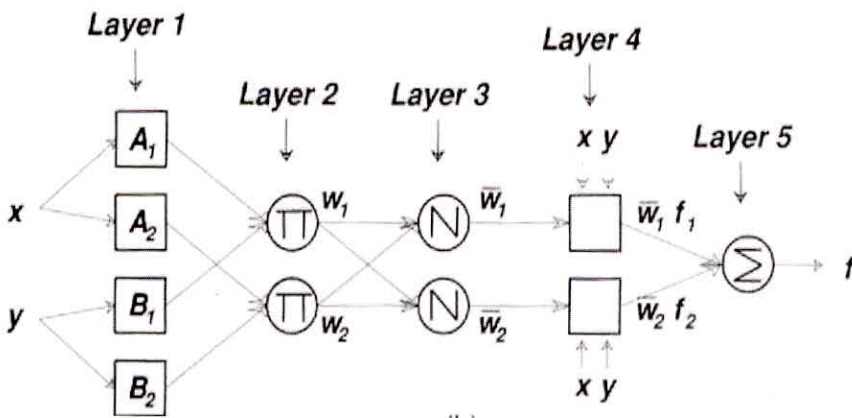 Layer 1
Layer 4
Layer 2
Layer 3
x y
Layer 5
A₁
x
A₂
Π
w₁
N
w̅₁
w̅₁ f₁
Σ
f
y
B₁
Π
w₂
N
w̅₂
w̅₂ f₂
B₂
x y